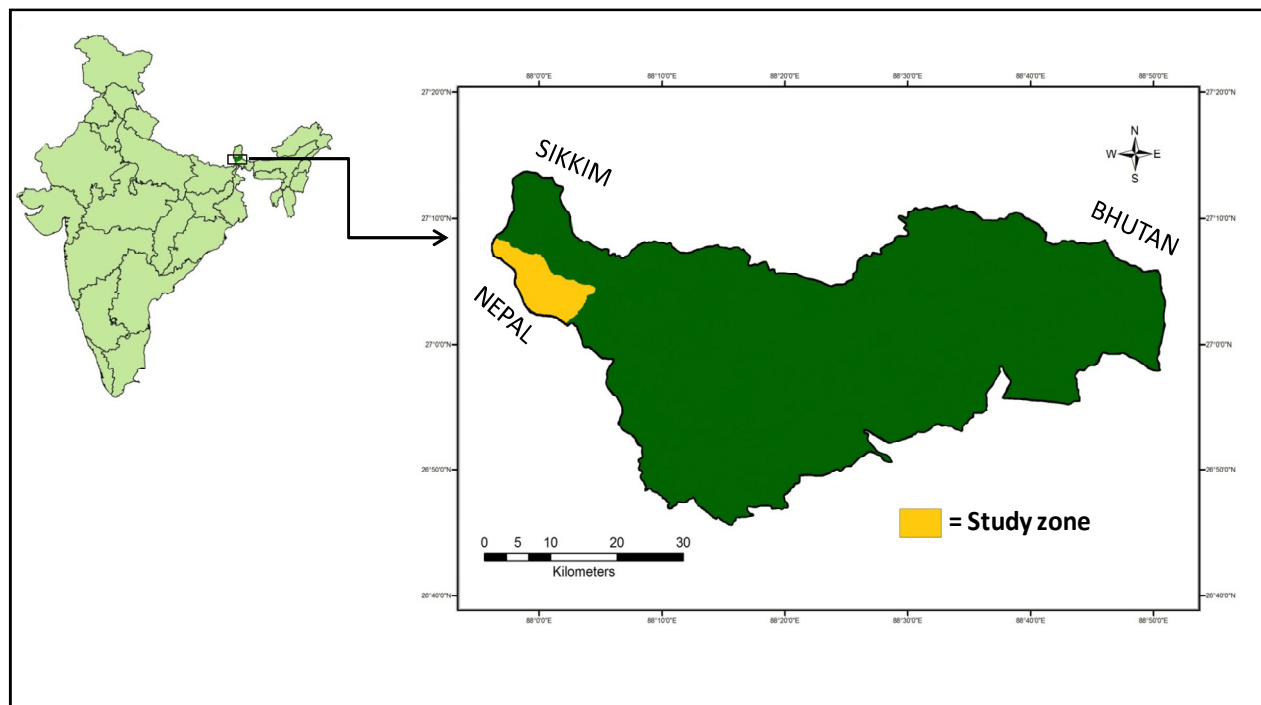 88°0'0"E 88°10'0"E 88°20'0"E 88°30'0"E 88°40'0"E 88°50'0"E
27°20'0"N 27°20'0"N
SIKKIM
N
W E
S
BHUTAN
27°10'0"N 27°10'0"N
NEPAL
27°0'0"N 27°0'0"N
26°50'0"N 26°50'0"N
= Study zone
0 5 10 20 30
Kilometers
26°40'0"N 26°40'0"N
88°0'0"E 88°10'0"E 88°20'0"E 88°30'0"E 88°40'0"E 88°50'0"E